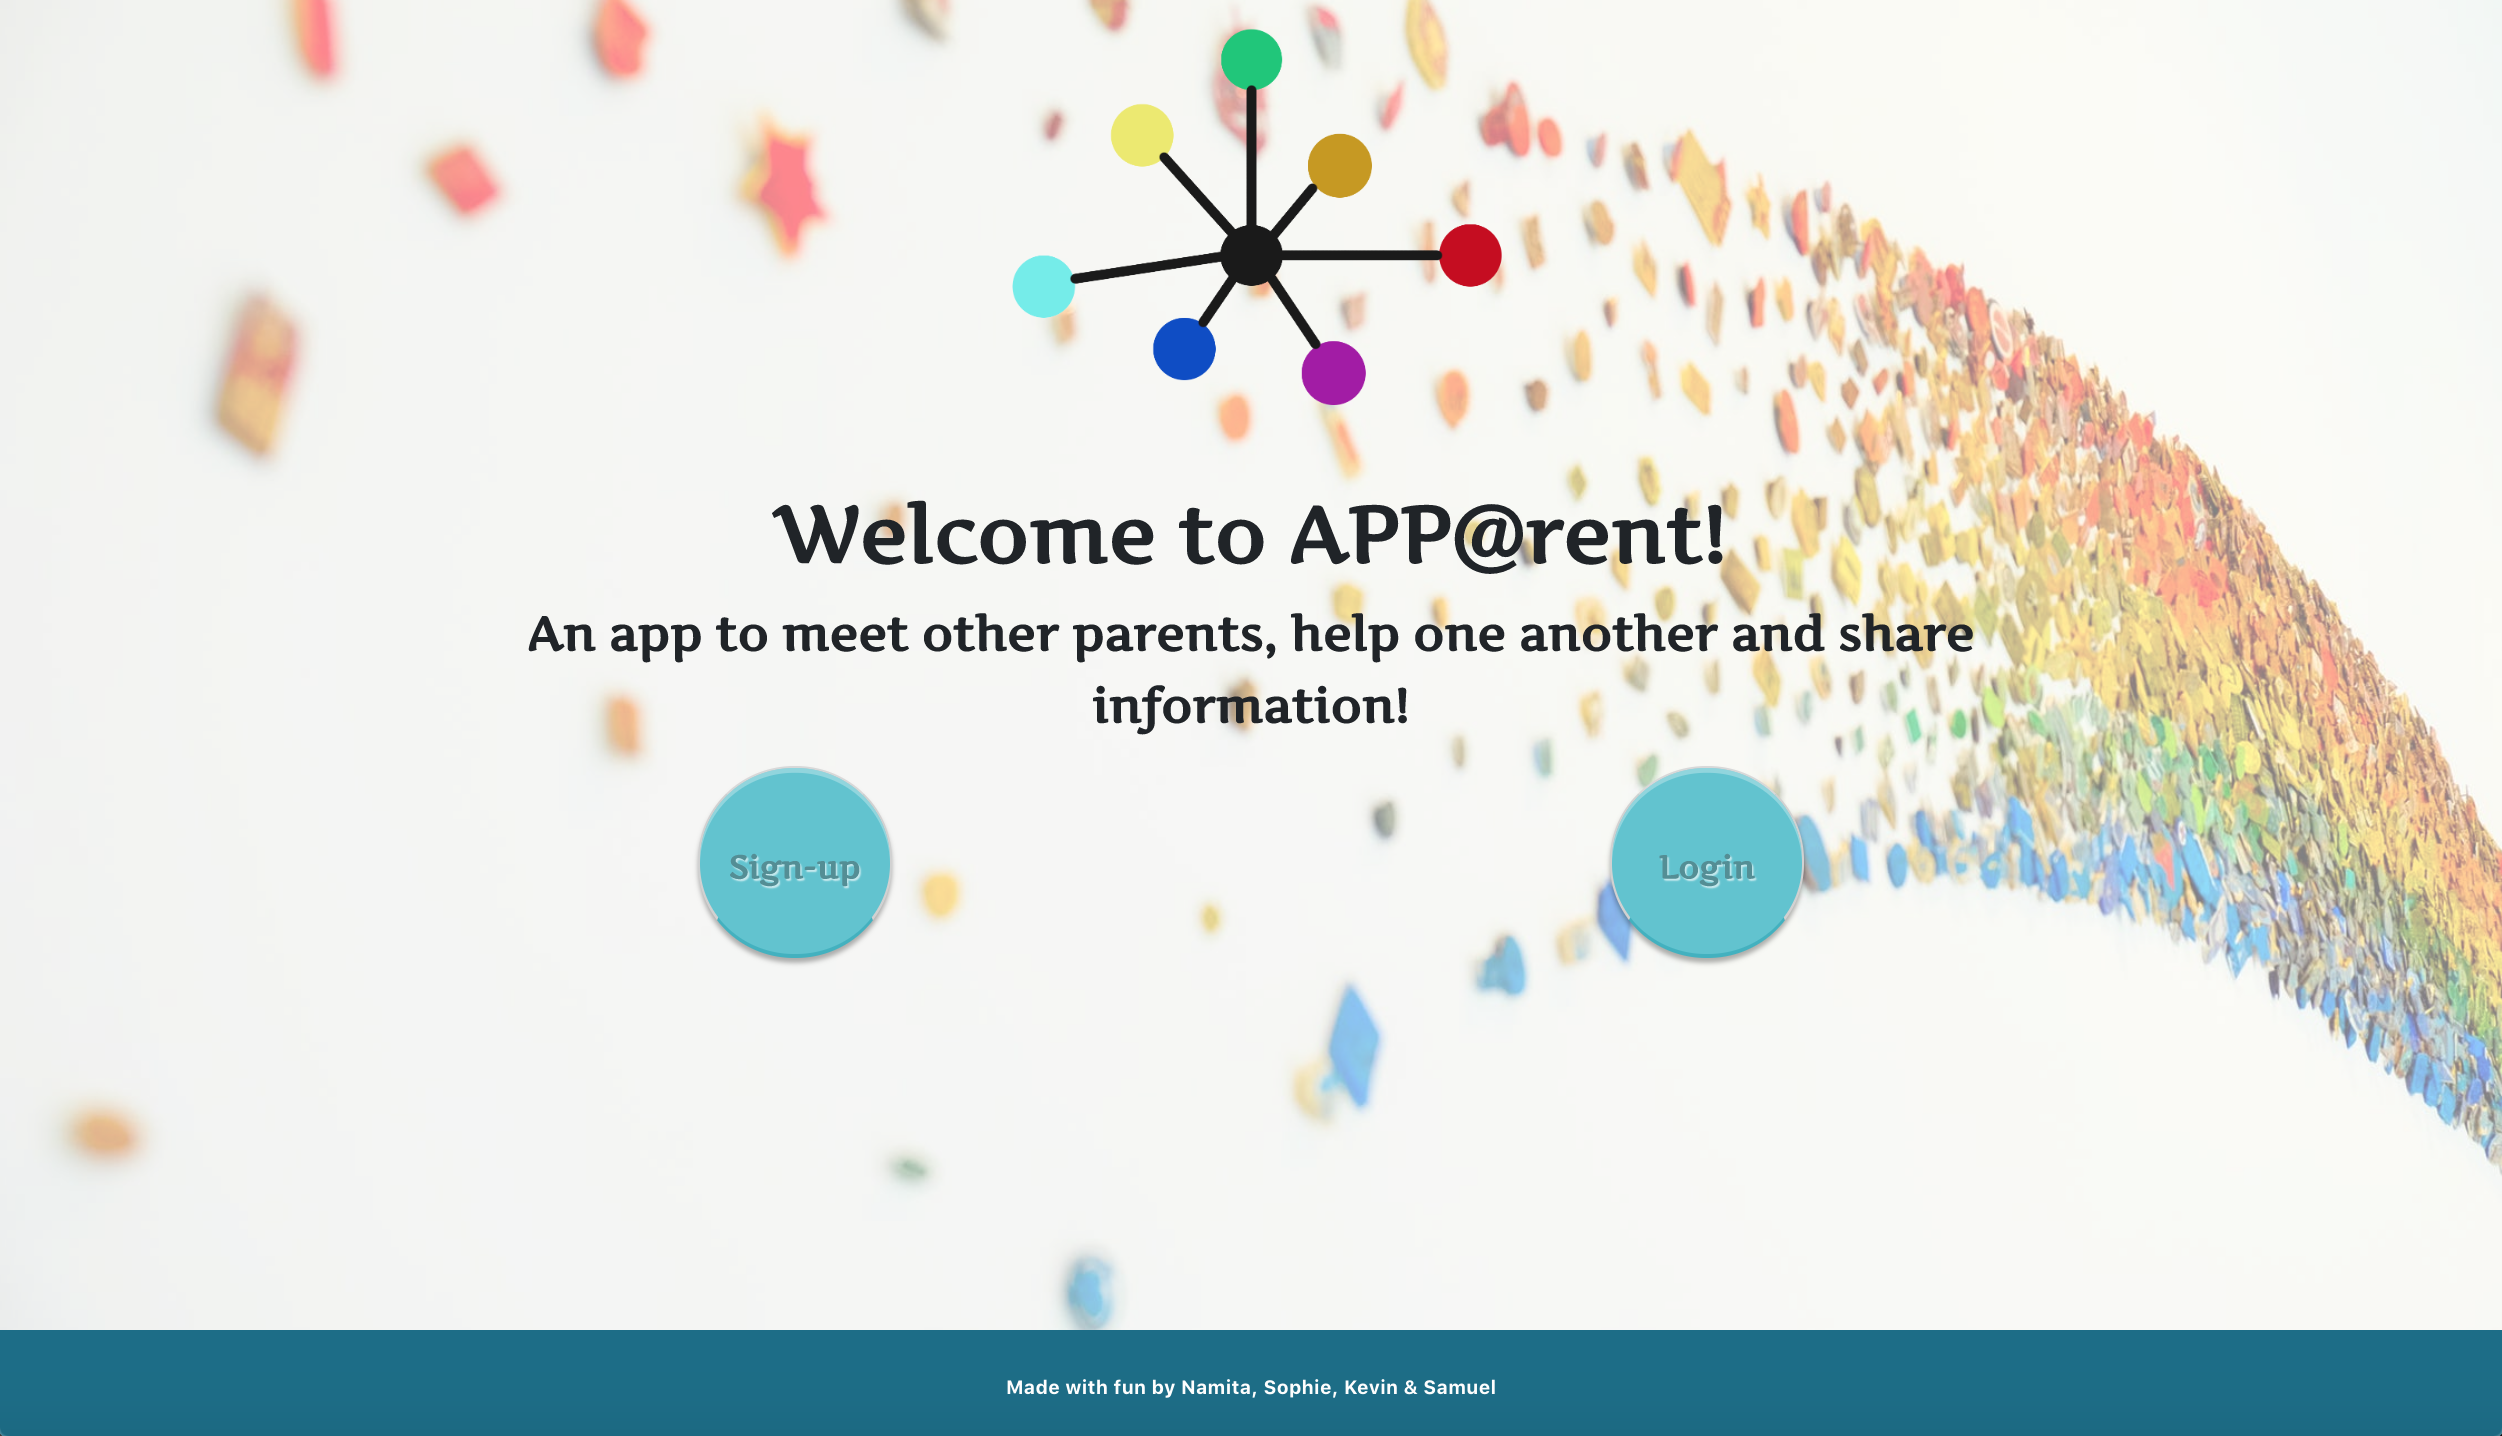 Welcome to APP@rent!
An app to meet other parents, help one another and share
information!
Sign-up
Login
Made with fun by Namita, Sophie, Kevin & Samuel